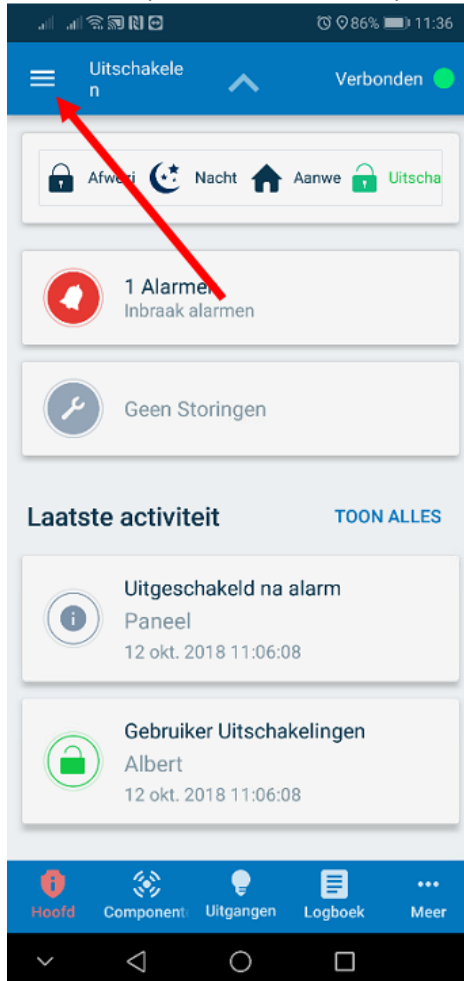 86% 11:36
Uitschakele
n
Verbonden
Afwezi Nacht Aanwe Uitscha
1 Alarmen
Inbraak alarmen
Geen Storingen
Laatste activiteit TOON ALLES
Uitgeschakeld na alarm
Paneel
12 okt. 2018 11:06:08
Gebruiker Uitschakelingen
Albert
12 okt. 2018 11:06:08
Hoofd Component Uitgangen Logboek Meer